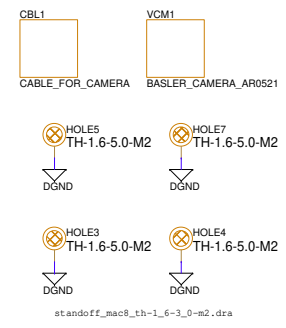 CBL1 VCM1
CABLE_FOR_CAMERA BASLER_CAMERA_AR0521
HOLE5 HOLE7
TH-1.6-5.0-M2 TH-1.6-5.0-M2
DGND DGND
HOLE3 HOLE4
TH-1.6-5.0-M2 TH-1.6-5.0-M2
DGND DGND
standoff_mac8_th-1_6-3_0-m2.dra